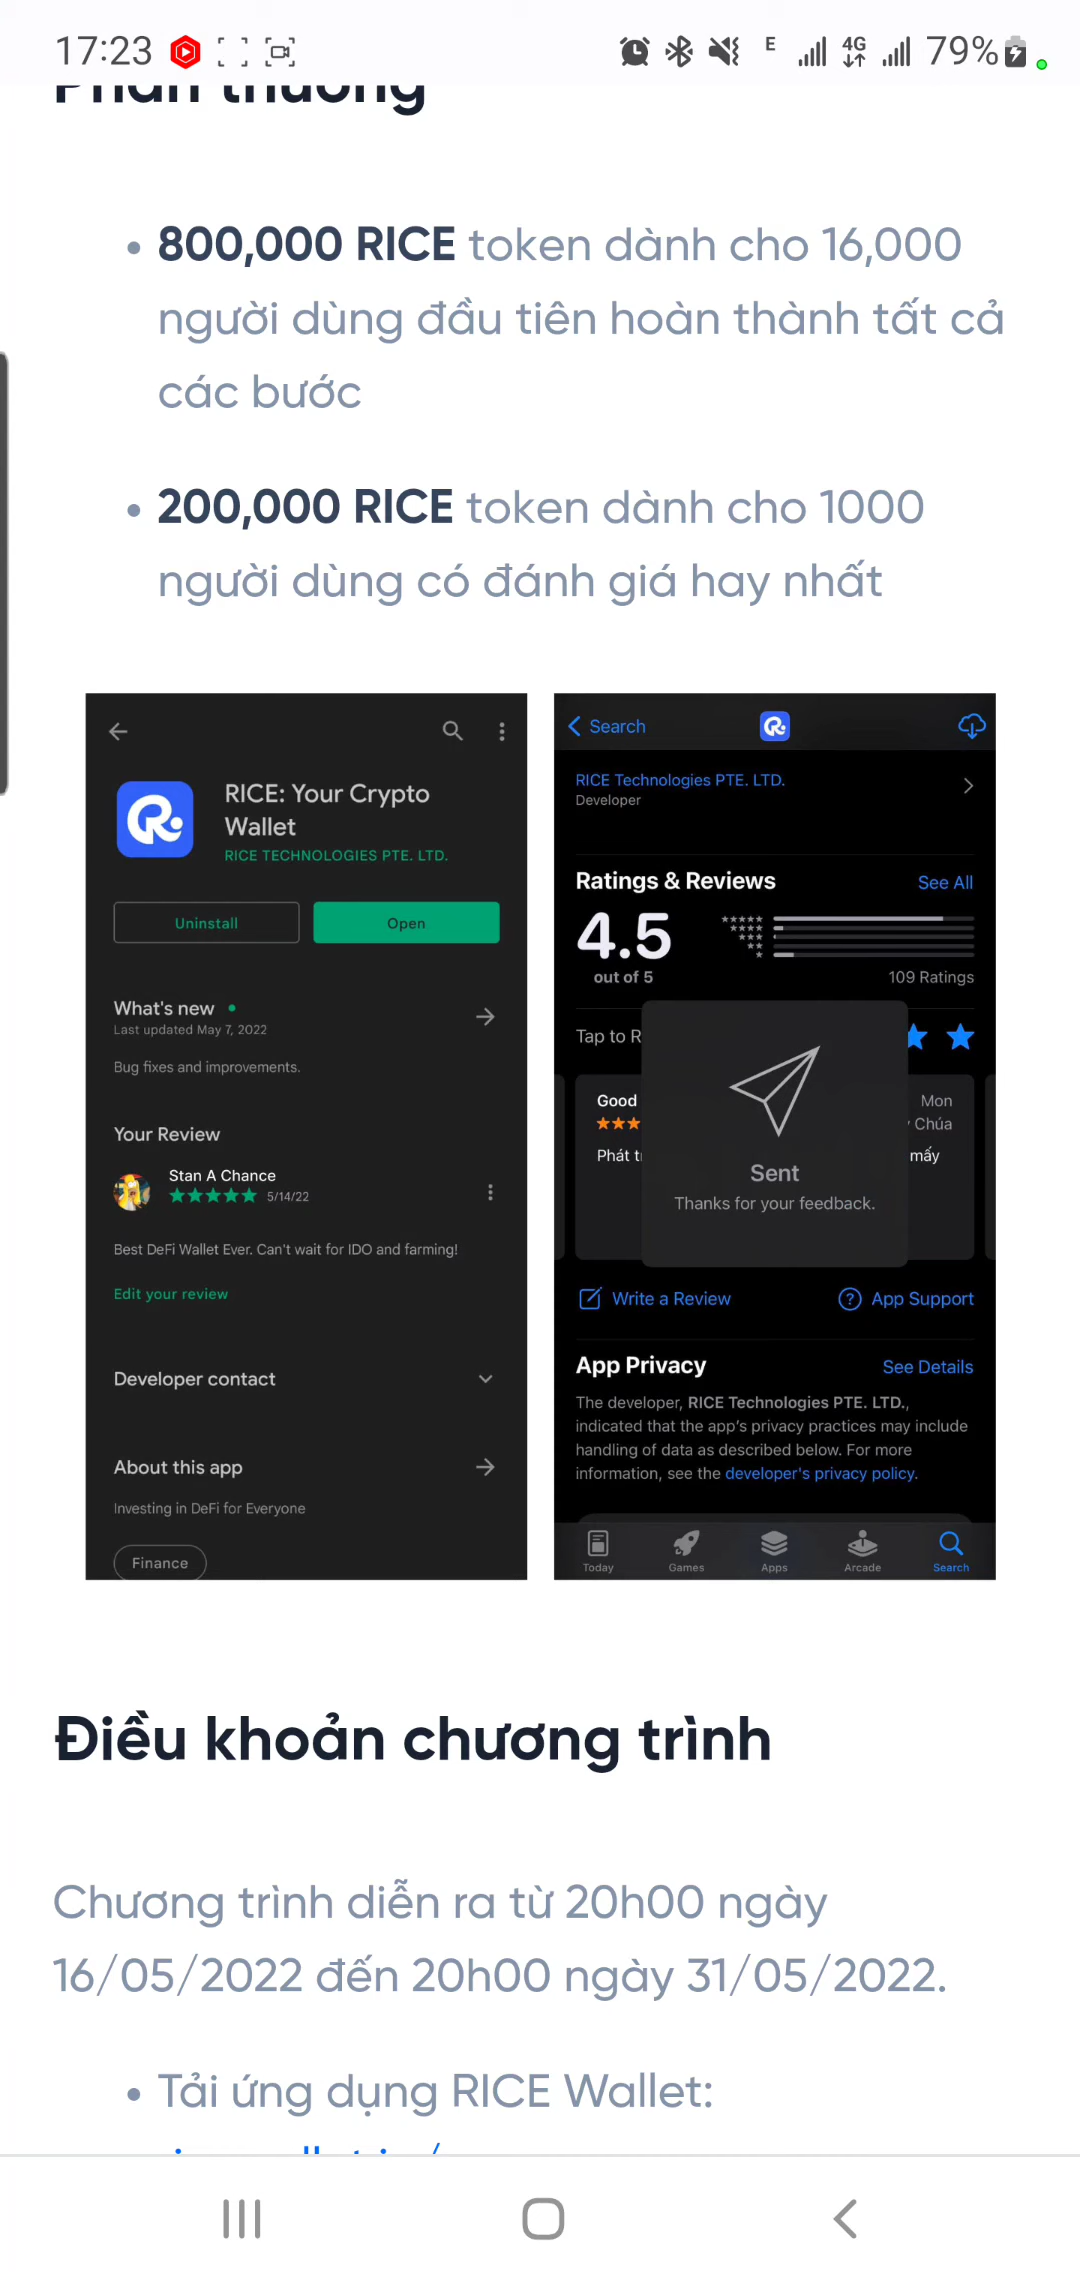 17:23
E
4G
79%
Phần thưởng
800,000 RICE token dành cho 16,000
người dùng đầu tiên hoàn thành tất cả
các bước
200,000 RICE token dành cho 1000
người dùng có đánh giá hay nhất
RICE: Your Crypto
Wallet
RICE TECHNOLOGIES PTE. LTD.
Uninstall
Open
What's new
Last updated May 7, 2022
Bug fixes and improvements.
Your Review
Stan A Chance
5/14/22
Best DeFi Wallet Ever. Can't wait for IDO and farming!
Edit your review
Developer contact
About this app
Investing in DeFi for Everyone
Finance
Search
RICE Technologies PTE. LTD.
Developer
Ratings & Reviews
See All
4.5
out of 5
109 Ratings
Tap to R
Good
Mon
Chúa
Phát
mấy
Sent
Thanks for your feedback.
Write a Review
App Support
App Privacy
See Details
The developer, RICE Technologies PTE. LTD.,
indicated that the app's privacy practices may include
handling of data as described below. For more
information, see the developer's privacy policy.
Today
Games
Apps
Arcade
Search
Điều khoản chương trình
Chương trình diễn ra từ 20h00 ngày
16/05/2022 đến 20h00 ngày 31/05/2022.
Tải ứng dụng RICE Wallet: